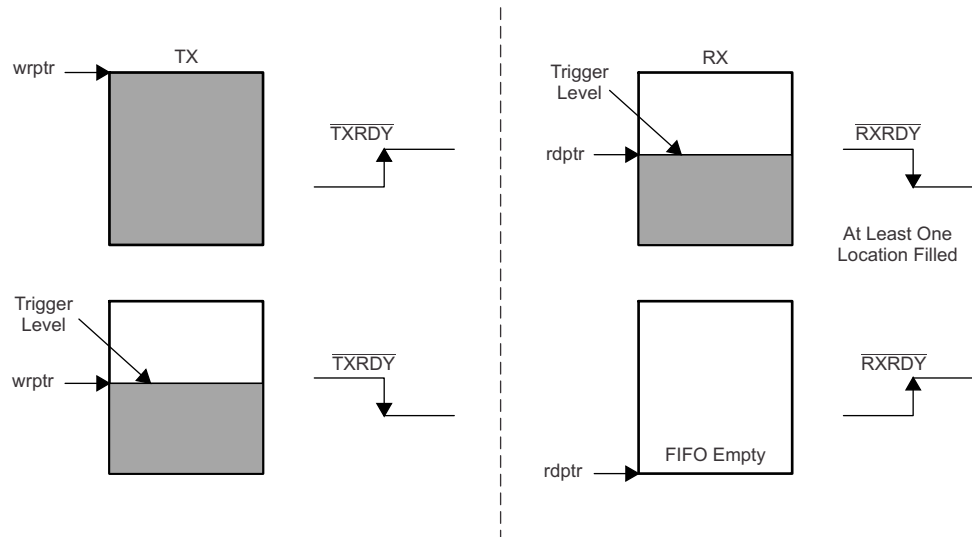 TX
wrptr
TXRDY
Trigger
Level
wrptr
TXRDY
RX
Trigger
Level
rdptr
RXRDY
At Least One
Location Filled
RXRDY
FIFO Empty
rdptr